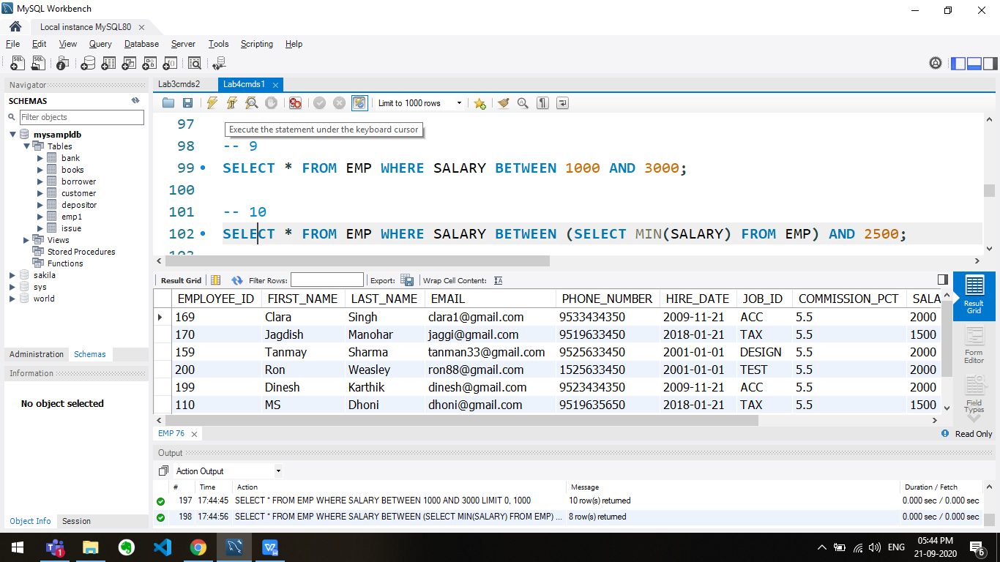 MySQL Workbench
Local instance MySQL80
File Edit View Query Database Server Tools Scripting Help
Navigator
SCHEMAS
Filter objects
mysampldb
Tables
bank
books
borrower
customer
depositor
emp1
issue
Views
Stored Procedures
Functions
sakila
sys
world
Administration Schemas
Information
No object selected
Object Info Session
Lab3cmds2 Lab4cmds1
Limit to 1000 rows
Execute the statement under the keyboard cursor
97
98 -- 9
99 SELECT * FROM EMP WHERE SALARY BETWEEN 1000 AND 3000;
100
101 -- 10
102 SELECT * FROM EMP WHERE SALARY BETWEEN (SELECT MIN(SALARY) FROM EMP) AND 2500;
Result Grid Filter Rows: Export: Wrap Cell Content:
EMPLOYEE_ID FIRST_NAME LAST_NAME EMAIL PHONE_NUMBER HIRE_DATE JOB_ID COMMISSION_PCT SALA
169 Clara Singh clara1@gmail.com 9533434350 2009-11-21 ACC 5.5 2000
170 Jagdish Manohar jaggi@gmail.com 9519633450 2018-01-21 TAX 5.5 1500
159 Tanmay Sharma tanman33@gmail.com 9525633450 2001-01-01 DESIGN 5.5 2000
200 Ron Weasley ron88@gmail.com 1525633450 2001-01-01 TEST 5.5 2000
199 Dinesh Karthik dinesh@gmail.com 9523434350 2009-11-21 ACC 5.5 2000
110 MS Dhoni dhoni@gmail.com 9519635650 2018-01-21 TAX 5.5 1500
Result
Grid
Form
Editor
Field
Types
EMP 76
Read Only
Output
Action Output
# Time Action Message Duration / Fetch
197 17:44:45 SELECT * FROM EMP WHERE SALARY BETWEEN 1000 AND 3000 LIMIT 0, 1000 10 row(s) returned 0.000 sec / 0.000 sec
198 17:44:56 SELECT * FROM EMP WHERE SALARY BETWEEN (SELECT MIN(SALARY) FROM EMP) ... 8 row(s) returned 0.000 sec / 0.000 sec
1
ENG
05:44 PM
21-09-2020
6